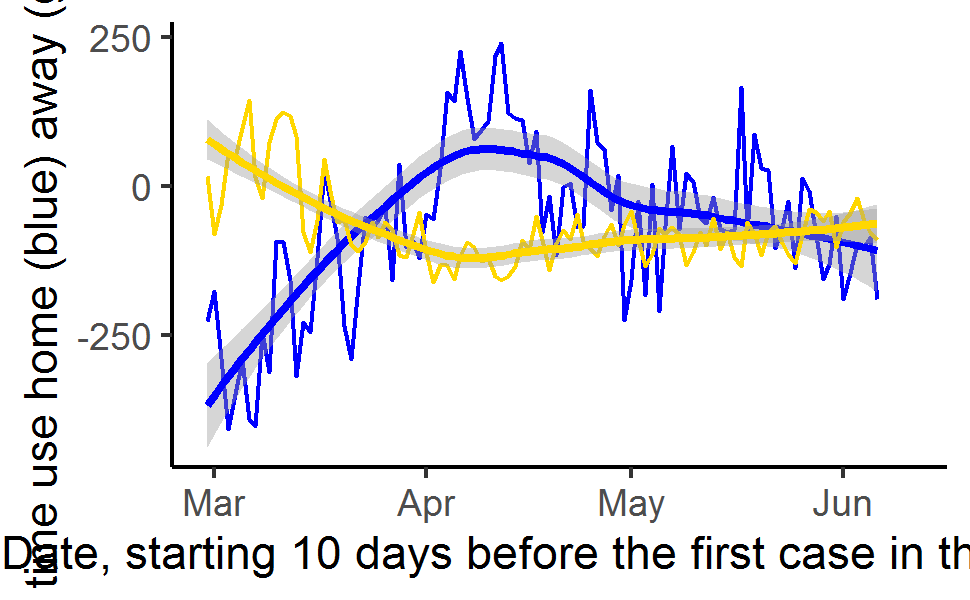 250
0
-250
time use home (blue) away (g
Mar Apr May Jun
Date, starting 10 days before the first case in th